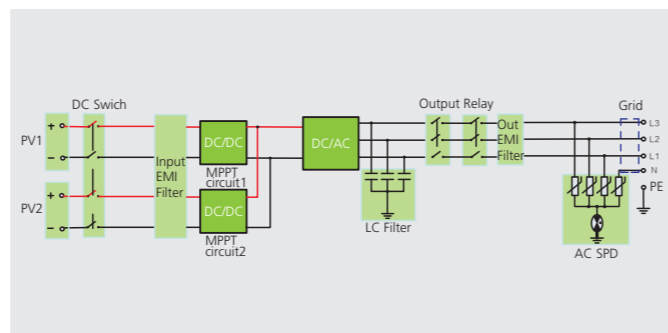 DC Swich
Output Relay
Grid
PV1
+
−
Input
EMI
Filter
DC/DC
MPPT
circuit1
DC/AC
Out
EMI
Filter
L3
L2
L1
N
PE
PV2
+
−
DC/DC
MPPT
circuit2
LC Filter
AC SPD